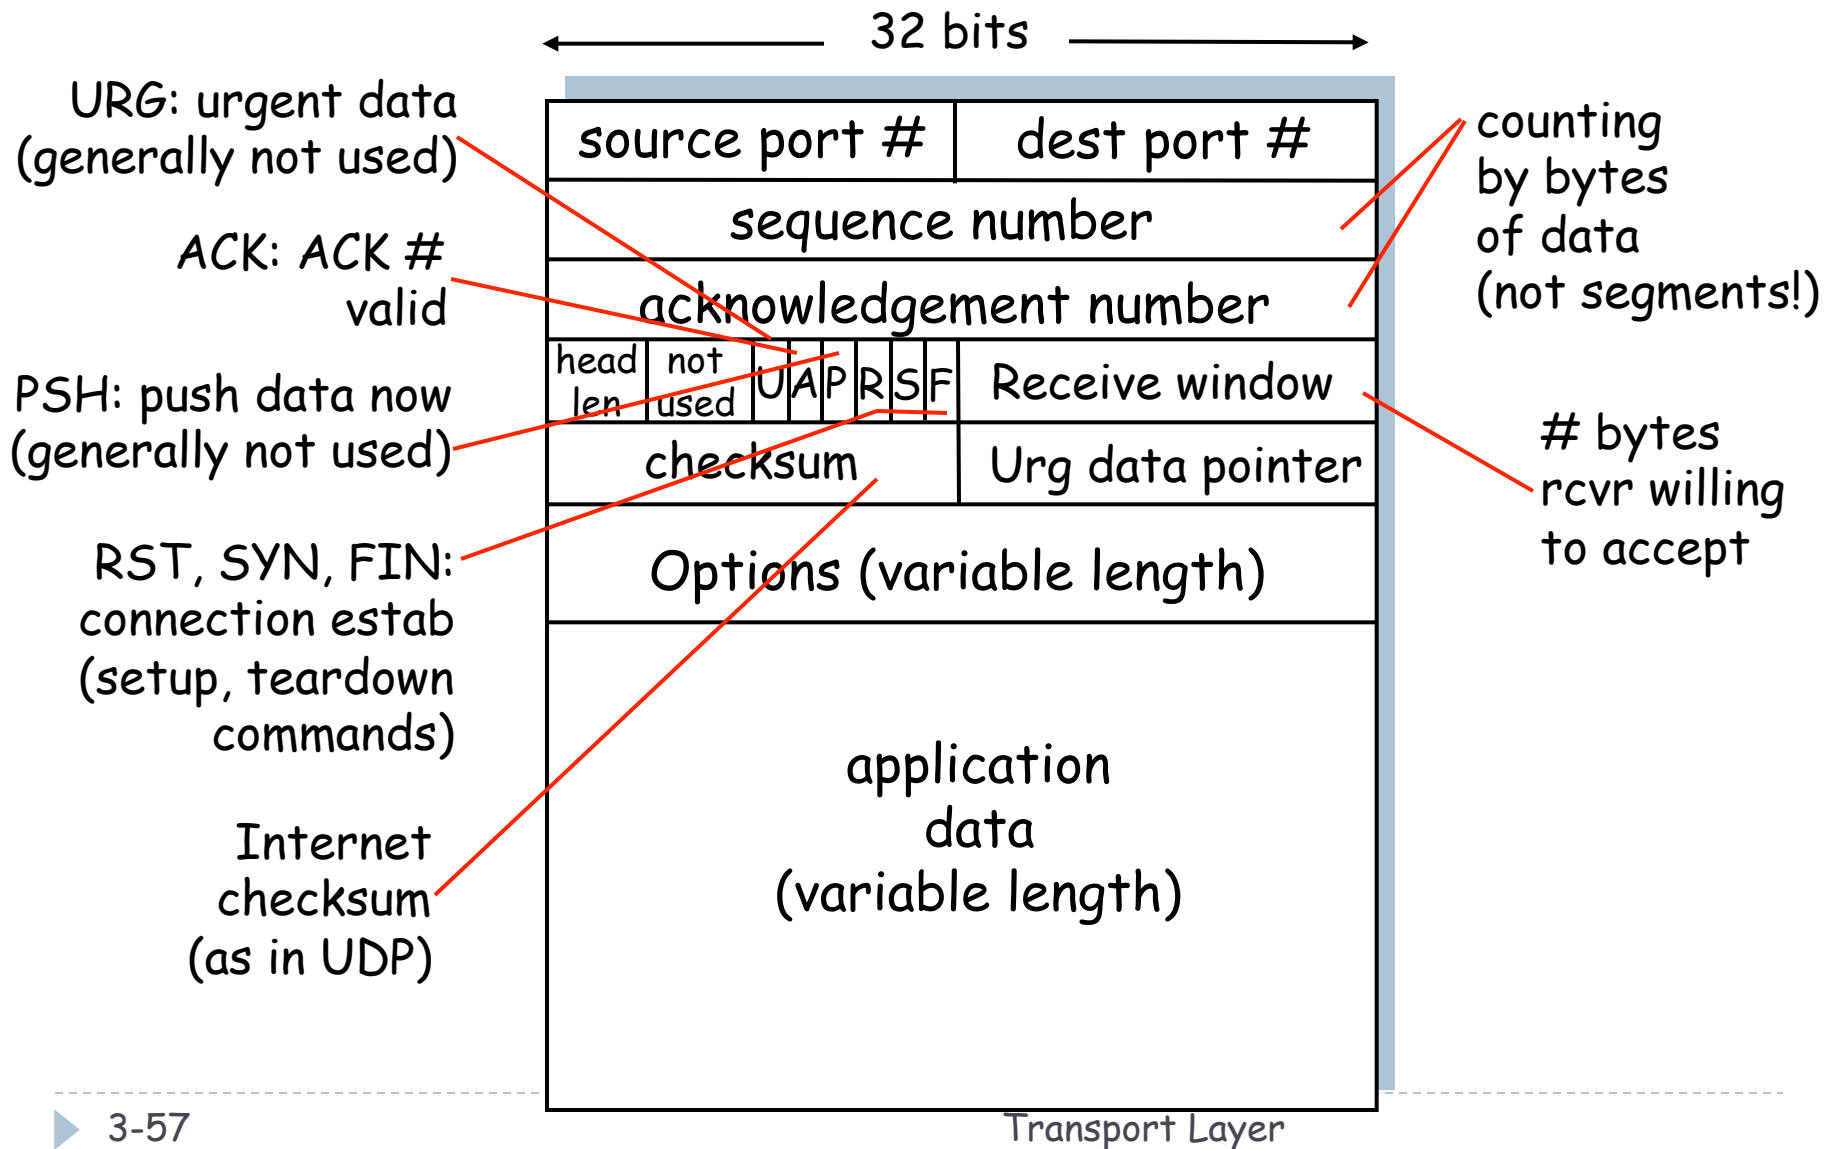 32 bits
URG: urgent data
(generally not used)
ACK: ACK #
valid
PSH: push data now
(generally not used)
RST, SYN, FIN:
connection estab
(setup, teardown
commands)
Internet
checksum
(as in UDP)
source port #
dest port #
sequence number
acknowledgement number
head
len
not
used
U
A
P
R
S
F
Receive window
checksum
Urg data pointer
Options (variable length)
application
data
(variable length)
counting
by bytes
of data
(not segments!)
# bytes
rcvr willing
to accept
3-57
Transport Layer